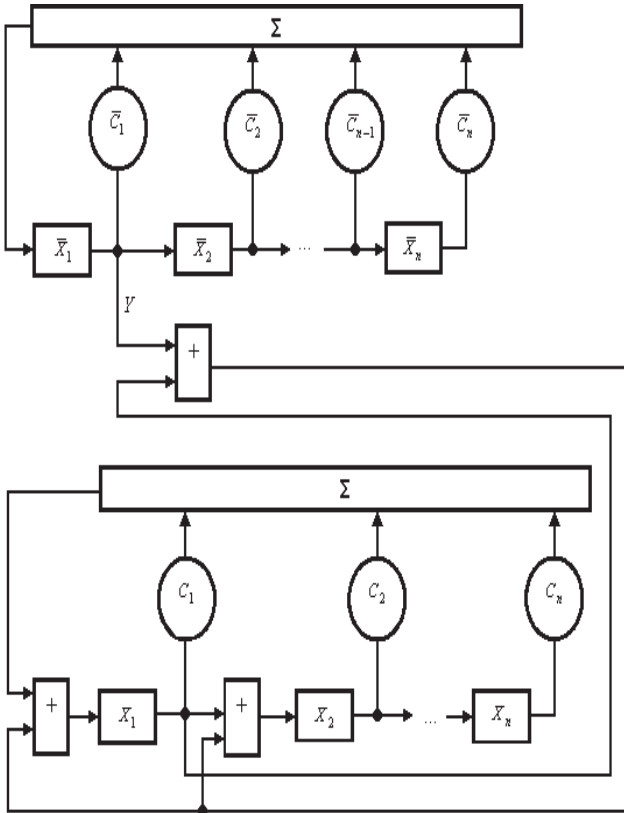 Σ
C̅₁ C̅₂ C̅ₙ₋₁ C̅ₙ
X̅₁ X̅₂ ... X̅ₙ
Y
+
Σ
C₁ C₂ Cₙ
+ X₁ + X₂ ... Xₙ